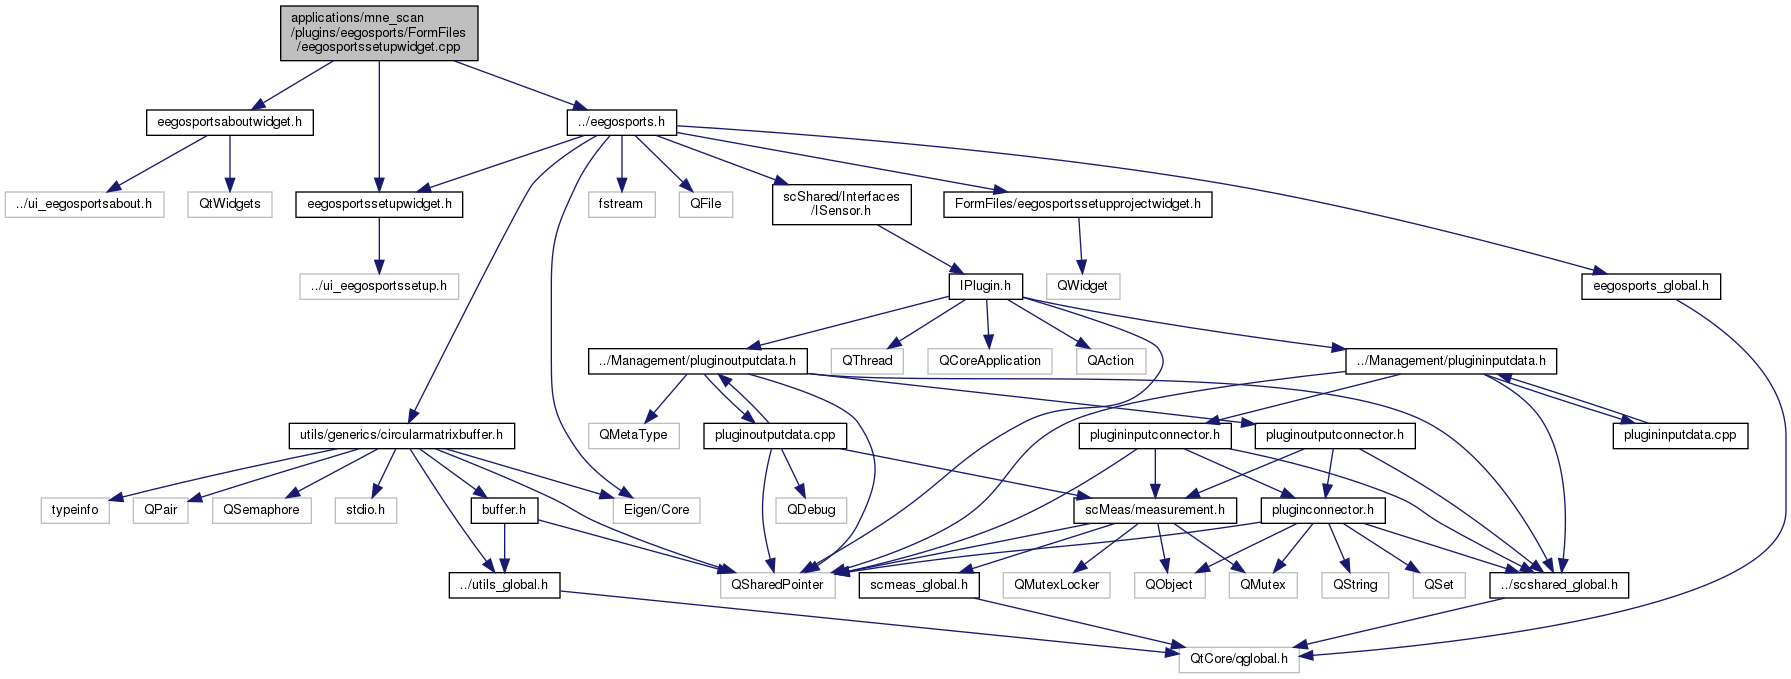 applications/mne_scan
/plugins/eegosports/FormFiles
/eegosportssetupwidget.cpp
eegosportsaboutwidget.h
../eegosports.h
../ui_eegosportsabout.h
QtWidgets
eegosportssetupwidget.h
fstream
QFile
scShared/Interfaces
/ISensor.h
FormFiles/eegosportssetupprojectwidget.h
../ui_eegosportssetup.h
IPlugin.h
QWidget
eegosports_global.h
../Management/pluginoutputdata.h
QThread
QCoreApplication
QAction
../Management/plugininputdata.h
utils/generics/circularmatrixbuffer.h
QMetaType
pluginoutputdata.cpp
plugininputconnector.h
pluginoutputconnector.h
plugininputdata.cpp
typeinfo
QPair
QSemaphore
stdio.h
buffer.h
Eigen/Core
QDebug
scMeas/measurement.h
pluginconnector.h
../utils_global.h
QSharedPointer
scmeas_global.h
QMutexLocker
QObject
QMutex
QString
QSet
../scshared_global.h
QtCore/qglobal.h